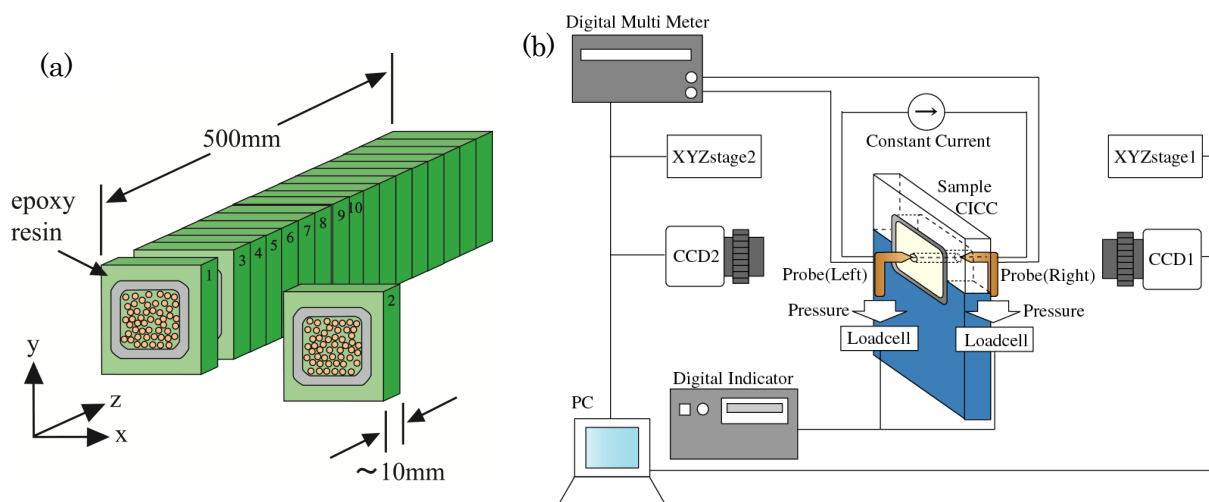 (a)
500mm
epoxy
resin
1
3
4
5
6
7
8
9
10
2
y
z
x
~10mm
(b)
Digital Multi Meter
Constant Current
XYZstage2
XYZstage1
Sample
CICC
CCD2
CCD1
Probe(Left)
Probe(Right)
Pressure
Pressure
Loadcell
Loadcell
Digital Indicator
PC